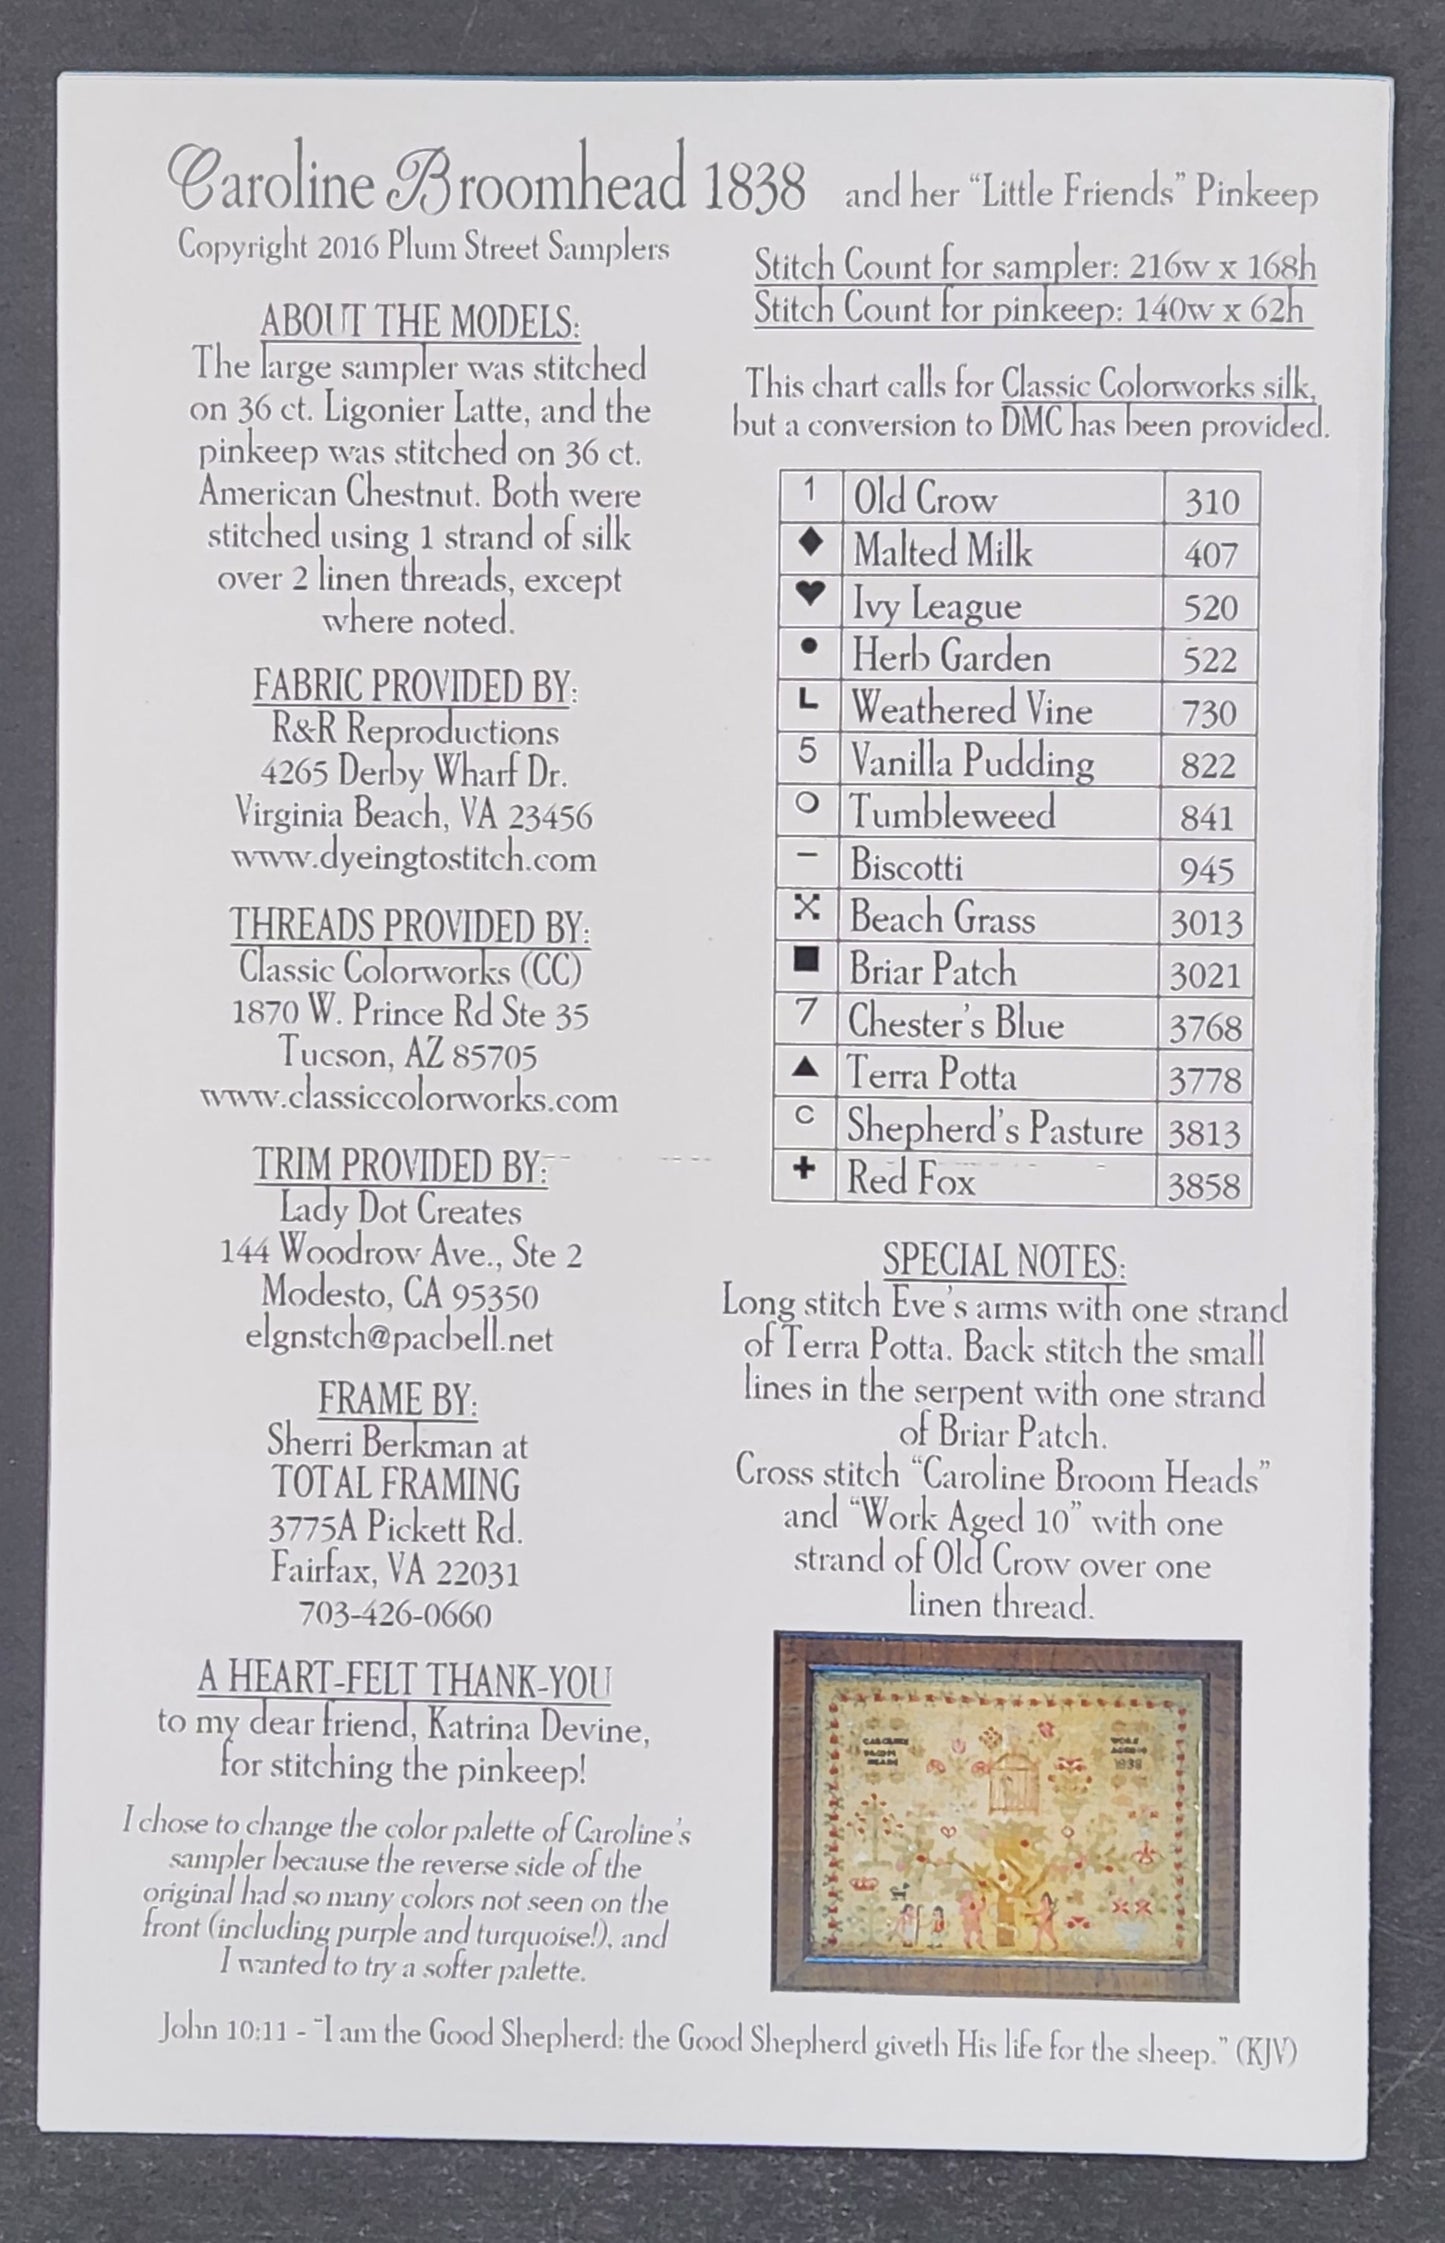 Caroline Broomhead 1838 and her “Little Friends” Pinkeep
Copyright 2016 Plum Street Samplers
ABOUT THE MODELS:
The large sampler was stitched
on 36 ct. Ligonier Latte, and the
pinkeep was stitched on 36 ct.
American Chestnut. Both were
stitched using 1 strand of silk
over 2 linen threads, except
where noted.
FABRIC PROVIDED BY:
R&R Reproductions
4265 Derby Wharf Dr.
Virginia Beach, VA 23456
www.dyeingtostitch.com
THREADS PROVIDED BY:
Classic Colorworks (CC)
1870 W. Prince Rd Ste 35
Tucson, AZ 85705
www.classiccolorworks.com
TRIM PROVIDED BY:
Lady Dot Creates
144 Woodrow Ave., Ste 2
Modesto, CA 95350
elgnstch@pacbell.net
FRAME BY:
Sherri Berkman at
TOTAL FRAMING
3775A Pickett Rd.
Fairfax, VA 22031
703-426-0660
A HEART-FELT THANK-YOU
to my dear friend, Katrina Devine,
for stitching the pinkeep!
I chose to change the color palette of Caroline's
sampler because the reverse side of the
original had so many colors not seen on the
front (including purple and turquoise!), and
I wanted to try a softer palette.
Stitch Count for sampler: 216w x 168h
Stitch Count for pinkeep: 140w x 62h
This chart calls for Classic Colorworks silk,
but a conversion to DMC has been provided.
1 Old Crow 310
♦ Malted Milk 407
♥ Ivy League 520
● Herb Garden 522
L Weathered Vine 730
5 Vanilla Pudding 822
O Tumbleweed 841
– Biscotti 945
Beach Grass 3013
■ Briar Patch 3021
7 Chester's Blue 3768
▲ Terra Potta 3778
C Shepherd's Pasture 3813
+ Red Fox 3858
SPECIAL NOTES:
Long stitch Eve's arms with one strand
of Terra Potta. Back stitch the small
lines in the serpent with one strand
of Briar Patch.
Cross stitch “Caroline Broom Heads”
and “Work Aged 10” with one
strand of Old Crow over one
linen thread.
CAROLINE
BROOM
HEADS
WORK
AGED 10
1838
John 10:11 - “I am the Good Shepherd: the Good Shepherd giveth His life for the sheep.” (KJV)